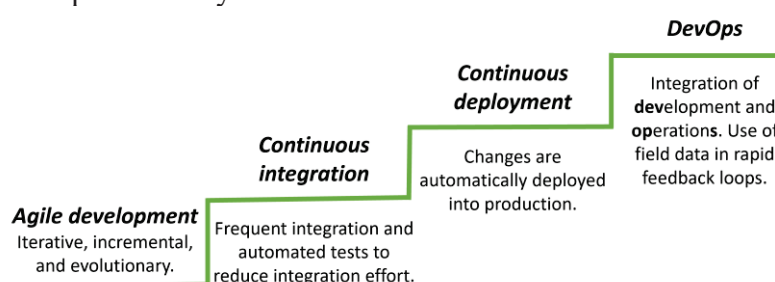 DevOps
Integration of
development and
operations. Use of
field data in rapid
feedback loops.
Continuous
deployment
Changes are
automatically deployed
into production.
Continuous
integration
Frequent integration and
automated tests to
reduce integration effort.
Agile development
Iterative, incremental,
and evolutionary.